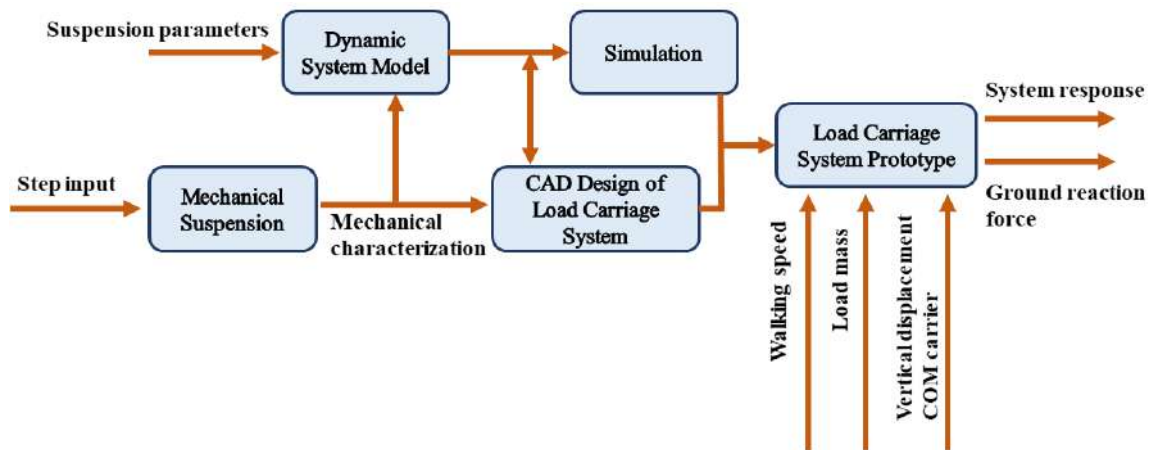 Suspension parameters
Dynamic
System Model
Simulation
System response
Load Carriage
System Prototype
Step input
Mechanical
Suspension
Mechanical
characterization
CAD Design of
Load Carriage
System
Ground reaction
force
Walking speed
Load mass
Vertical displacement
COM carrier